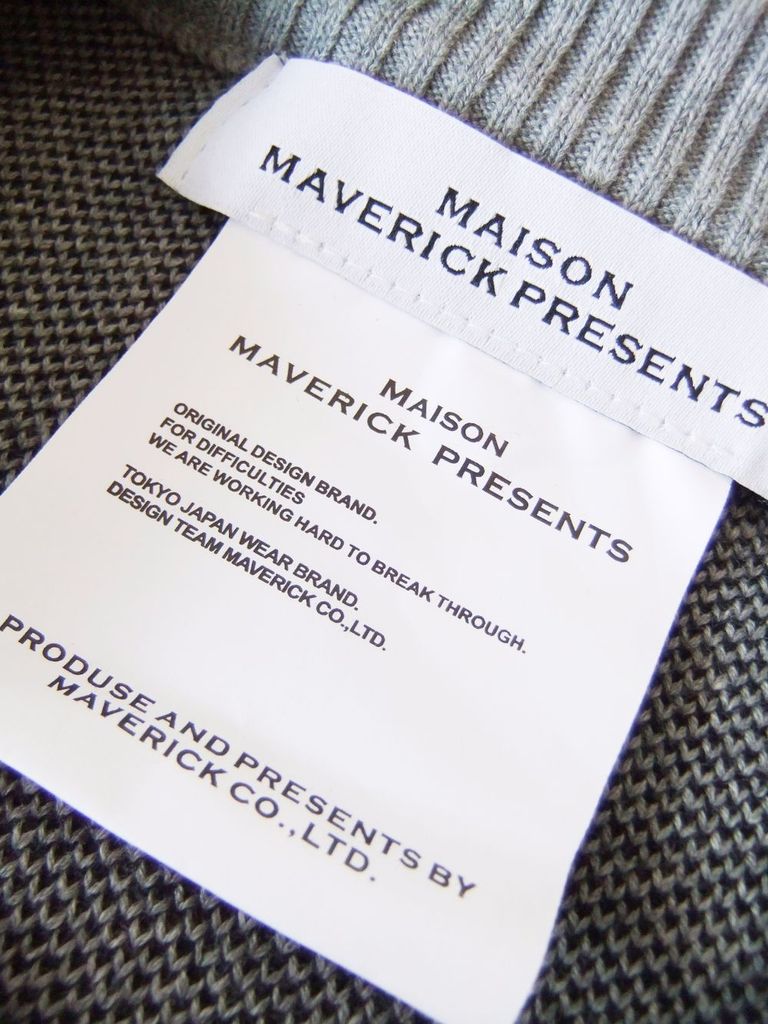 MAISON
MAVERICK PRESENTS
MAISON
MAVERICK PRESENTS
ORIGINAL DESIGN BRAND.
FOR DIFFICULTIES
WE ARE WORKING HARD TO BREAK THROUGH.
TOKYO JAPAN WEAR BRAND.
DESIGN TEAM MAVERICK CO.,LTD.
PRODUSE AND PRESENTS BY
MAVERICK CO.,LTD.